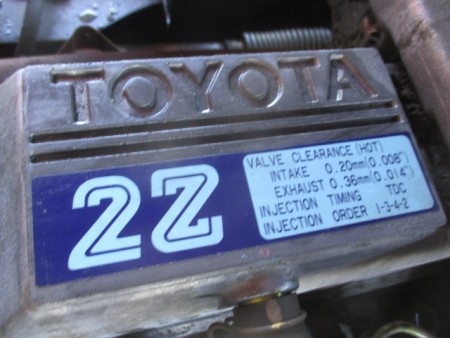 TOYOTA
2Z
VALVE CLEARANCE (HOT)
INTAKE 0.20mm(0.008")
EXHAUST 0.36mm(0.014")
INJECTION TIMING TDC
INJECTION ORDER 1-3-4-2